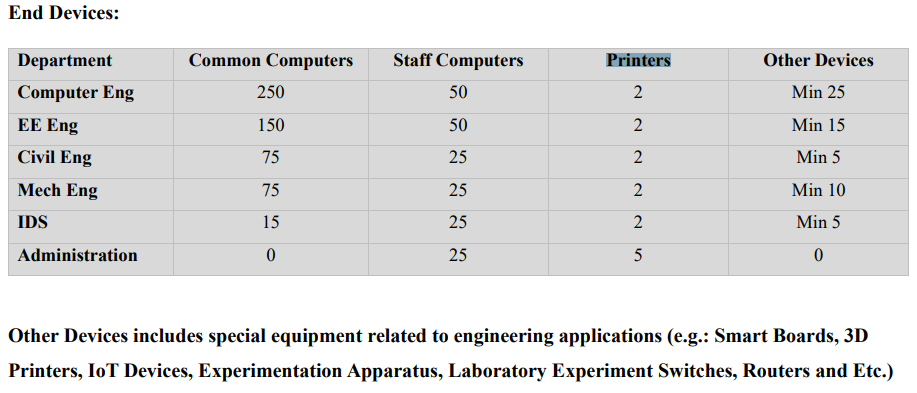 End Devices:
Department Common Computers Staff Computers Printers Other Devices
Computer Eng 250 50 2 Min 25
EE Eng 150 50 2 Min 15
Civil Eng 75 25 2 Min 5
Mech Eng 75 25 2 Min 10
IDS 15 25 2 Min 5
Administration 0 25 5 0
Other Devices includes special equipment related to engineering applications (e.g.: Smart Boards, 3D
Printers, IoT Devices, Experimentation Apparatus, Laboratory Experiment Switches, Routers and Etc.)